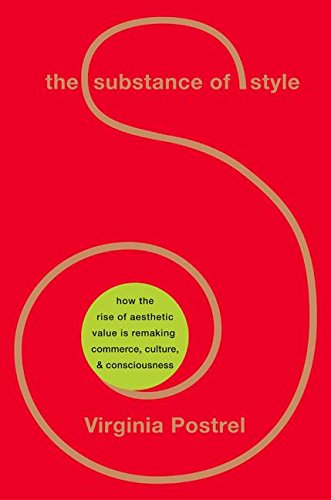 the substance of style
how the
rise of aesthetic
value is remaking
commerce, culture,
& consciousness
Virginia Postrel